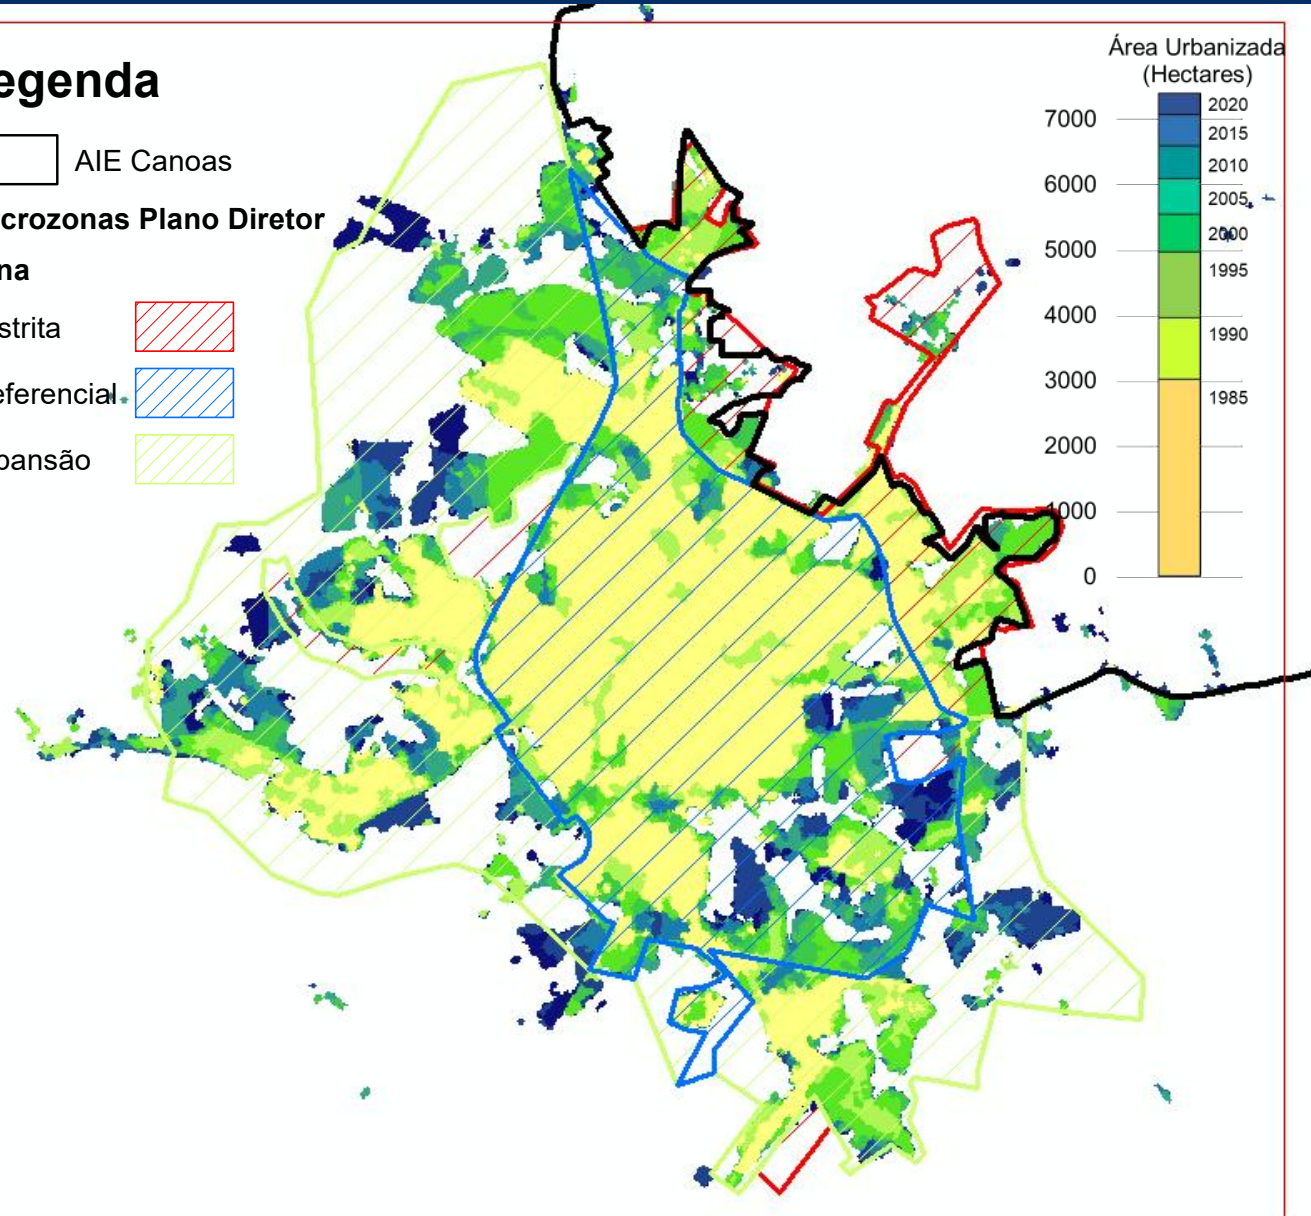 egenda
AIE Canoas
crozonas Plano Diretor
na
strita
eferencial
pansão
Área Urbanizada
(Hectares)
7000
6000
5000
4000
3000
2000
1000
0
2020
2015
2010
2005
2000
1995
1990
1985